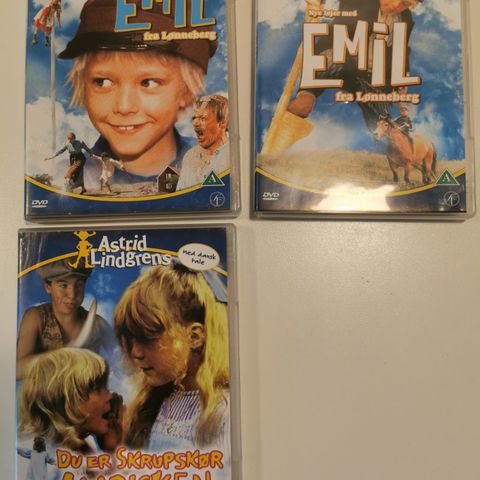 EMIL
fra Lønneberg
DVD
A
Nye løjer med
EMIL
fra Lønneberg
DVD
A
Astrid
Lindgrens
Med dansk
tale
DU ER SKRUPSKØR